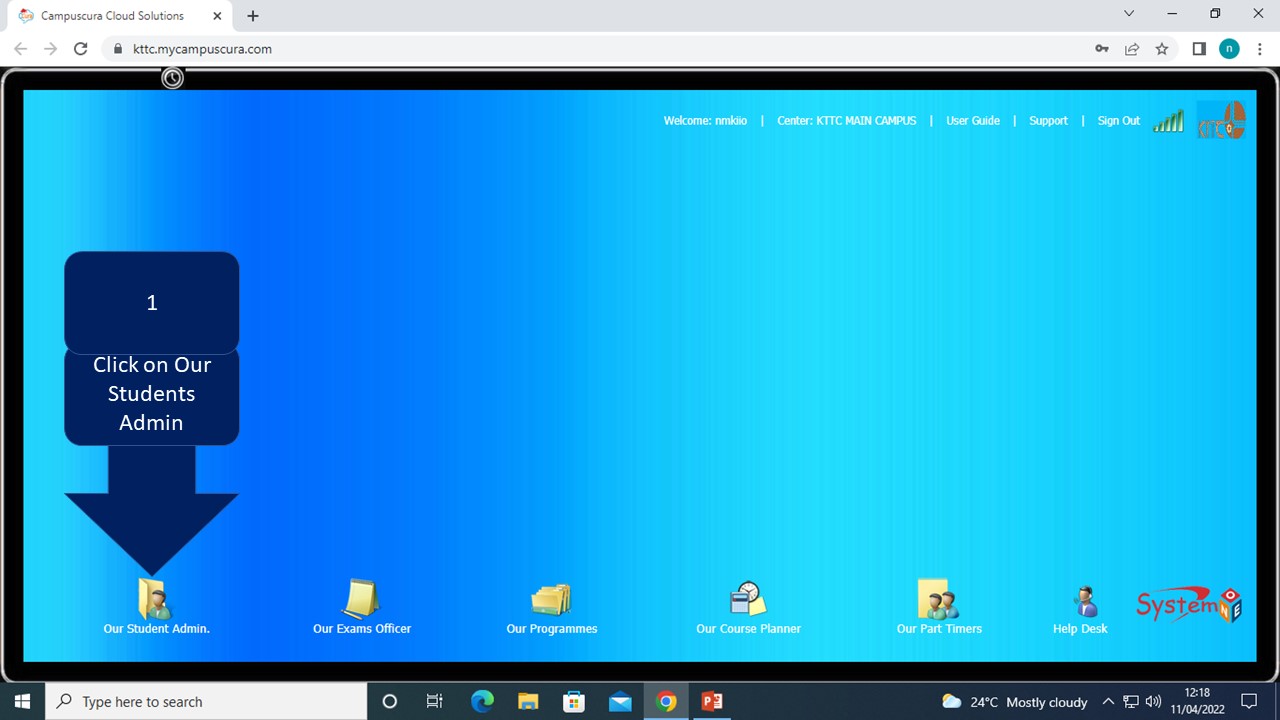 Campuscura Cloud Solutions
kttc.mycampuscura.com
n
Welcome: nmkiio | Center: KTTC MAIN CAMPUS | User Guide | Support | Sign Out
KTTC
1
Click on Our
Students
Admin
Our Student Admin.
Our Exams Officer
Our Programmes
Our Course Planner
Our Part Timers
Help Desk
System
ONE
Type here to search
24°C Mostly cloudy
12:18
11/04/2022